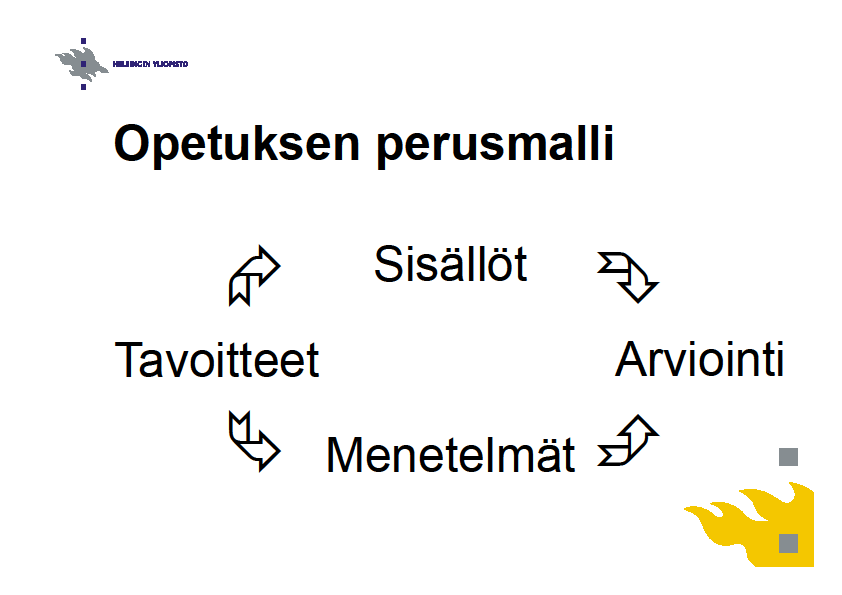 HELSINGIN YLIOPISTO
Opetuksen perusmalli
Sisällöt
Tavoitteet
Arviointi
Menetelmät